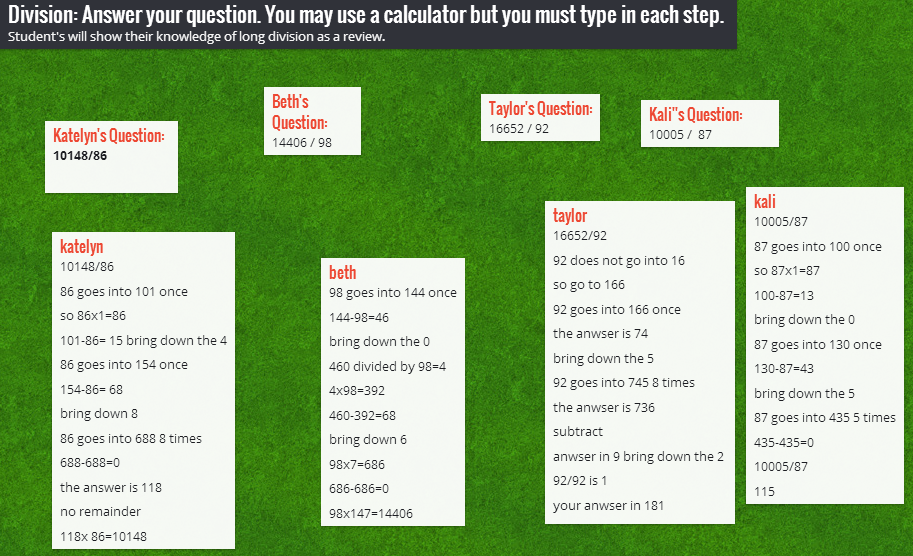 Division: Answer your question. You may use a calculator but you must type in each step.
Student's will show their knowledge of long division as a review.
Katelyn's Question:
10148/86
Beth's
Question:
14406 / 98
Taylor's Question:
16652 / 92
Kali"s Question:
10005 /  87
katelyn
10148/86
86 goes into 101 once
so 86x1=86
101-86= 15 bring down the 4
86 goes into 154 once
154-86= 68
bring down 8
86 goes into 688 8 times
688-688=0
the answer is 118
no remainder
118x 86=10148
beth
98 goes into 144 once
144-98=46
bring down the 0
460 divided by 98=4
4x98=392
460-392=68
bring down 6
98x7=686
686-686=0
98x147=14406
taylor
16652/92
92 does not go into 16
so go to 166
92 goes into 166 once
the anwser is 74
bring down the 5
92 goes into 745 8 times
the anwser is 736
subtract
anwser in 9 bring down the 2
92/92 is 1
your anwser in 181
kali
10005/87
87 goes into 100 once
so 87x1=87
100-87=13
bring down the 0
87 goes into 130 once
130-87=43
bring down the 5
87 goes into 435 5 times
435-435=0
10005/87
115